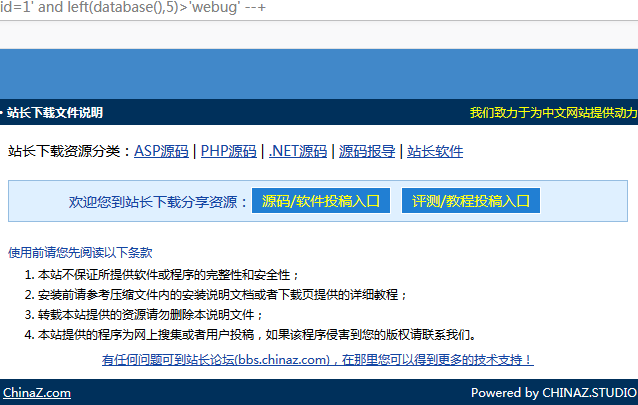 id=1' and left(database(),5)>'webug' --+
· 站长下载文件说明 我们致力于为中文网站提供动力
站长下载资源分类：ASP源码 | PHP源码 | .NET源码 | 源码报导 | 站长软件
欢迎您到站长下载分享资源： 源码/软件投稿入口 评测/教程投稿入口
使用前请您先阅读以下条款
1. 本站不保证所提供软件或程序的完整性和安全性；
2. 安装前请参考压缩文件内的安装说明文档或者下载页提供的详细教程；
3. 转载本站提供的资源请勿删除本说明文件；
4. 本站提供的程序为网上搜集或者用户投稿，如果该程序侵害到您的版权请联系我们。
有任何问题可到站长论坛(bbs.chinaz.com)，在那里您可以得到更多的技术支持！
ChinaZ.com Powered by CHINAZ.STUDIO